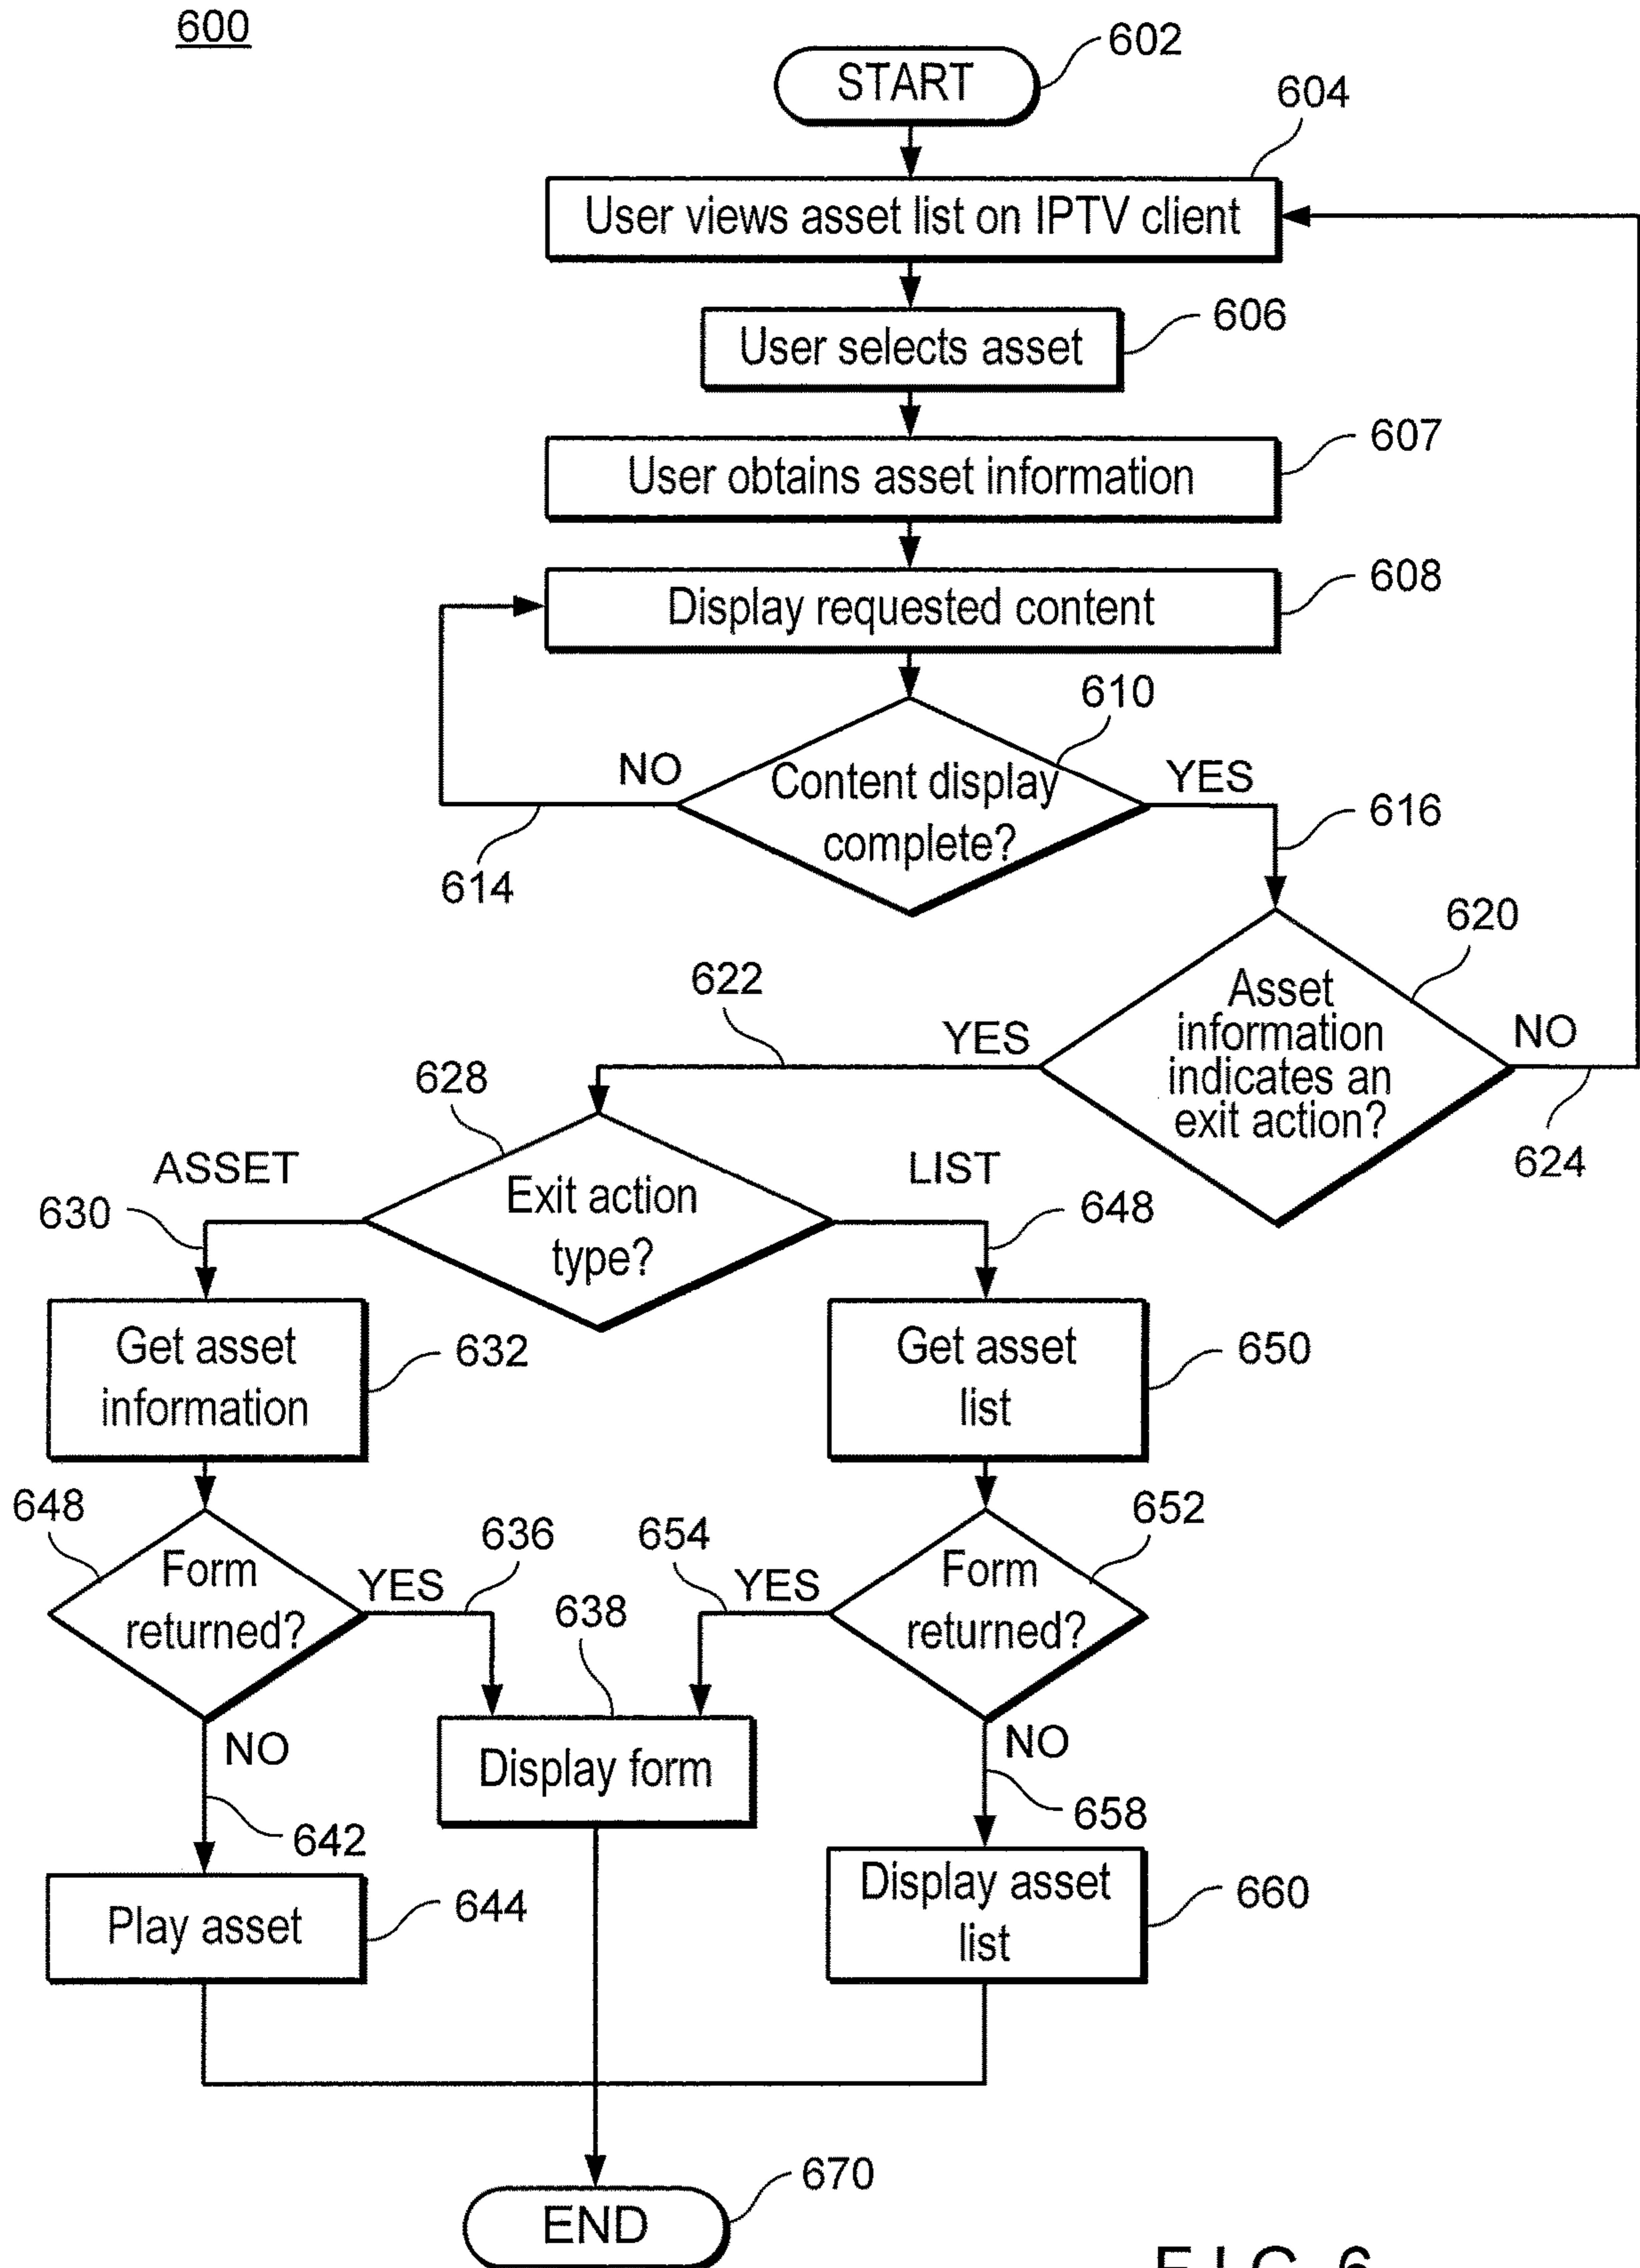 600
602
START
604
User views asset list on IPTV client
606
User selects asset
607
User obtains asset information
608
Display requested content
610
NO
YES
Content display
complete?
616
614
620
622
Asset
information
indicates an
exit action?
YES
NO
628
624
ASSET
LIST
Exit action
type?
630
648
Get asset
information
632
Get asset
list
650
648
636
654
652
Form
returned?
YES
YES
Form
returned?
638
NO
NO
Display form
642
658
Play asset
644
Display asset
list
660
670
END
FIG. 6